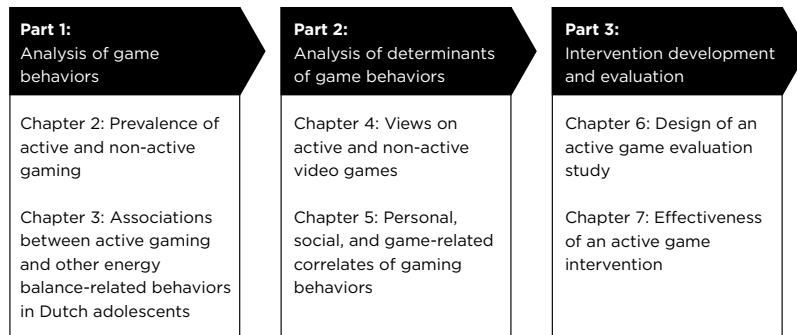 Part 1:
Analysis of game
behaviors
Chapter 2: Prevalence of
active and non-active
gaming
Chapter 3: Associations
between active gaming
and other energy
balance-related behaviors
in Dutch adolescents
Part 2:
Analysis of determinants
of game behaviors
Chapter 4: Views on
active and non-active
video games
Chapter 5: Personal,
social, and game-related
correlates of gaming
behaviors
Part 3:
Intervention development
and evaluation
Chapter 6: Design of an
active game evaluation
study
Chapter 7: Effectiveness
of an active game
intervention